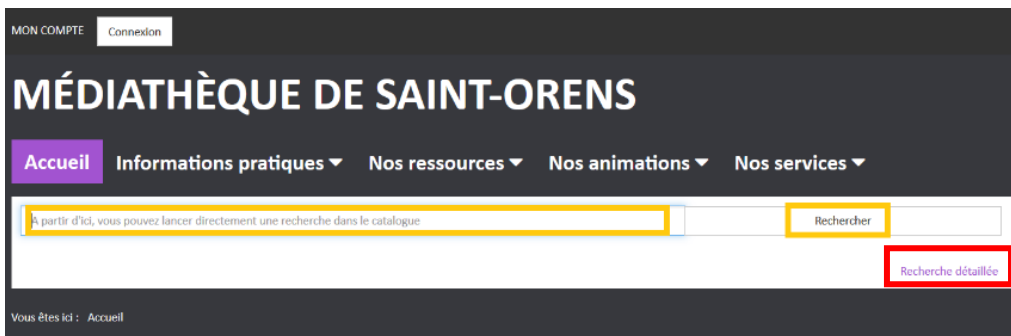 MON COMPTE Connexion
MÉDIATHÈQUE DE SAINT-ORENS
Accueil Informations pratiques Nos ressources Nos animations Nos services
A partir d'ici, vous pouvez lancer directement une recherche dans le catalogue Rechercher
Recherche détaillée
Vous êtes ici : Accueil